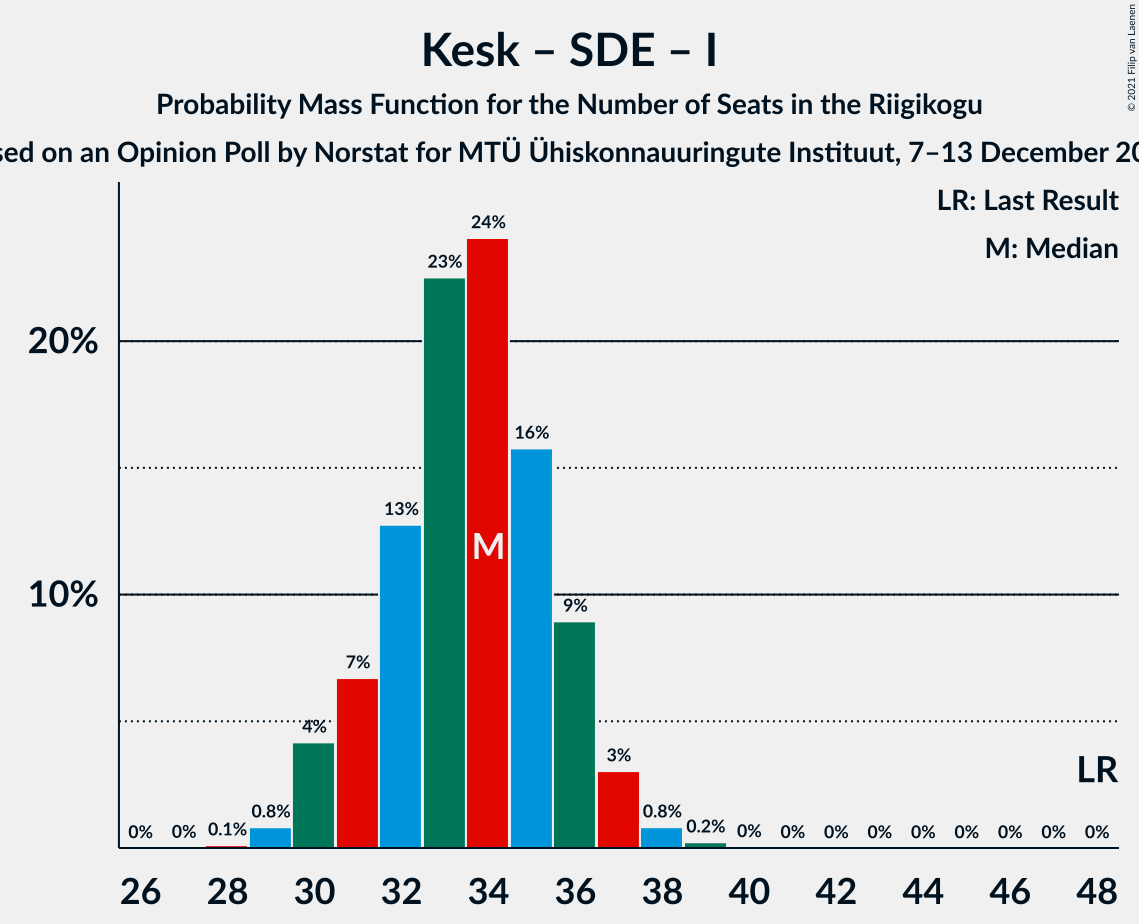 Kesk – SDE – I
Probability Mass Function for the Number of Seats in the Riigikogu
sed on an Opinion Poll by Norstat for MTÜ Ühiskonnauuringute Instituut, 7–13 December 20
© 2021 Filip van Laenen
LR: Last Result
M: Median
20%
10%
0% 0% 0.1% 0.8% 4% 7% 13% 23% 24% 16% 9% 3% 0.8% 0.2% 0% 0% 0% 0% 0% 0% 0% 0% 0%
M
LR
26 28 30 32 34 36 38 40 42 44 46 48